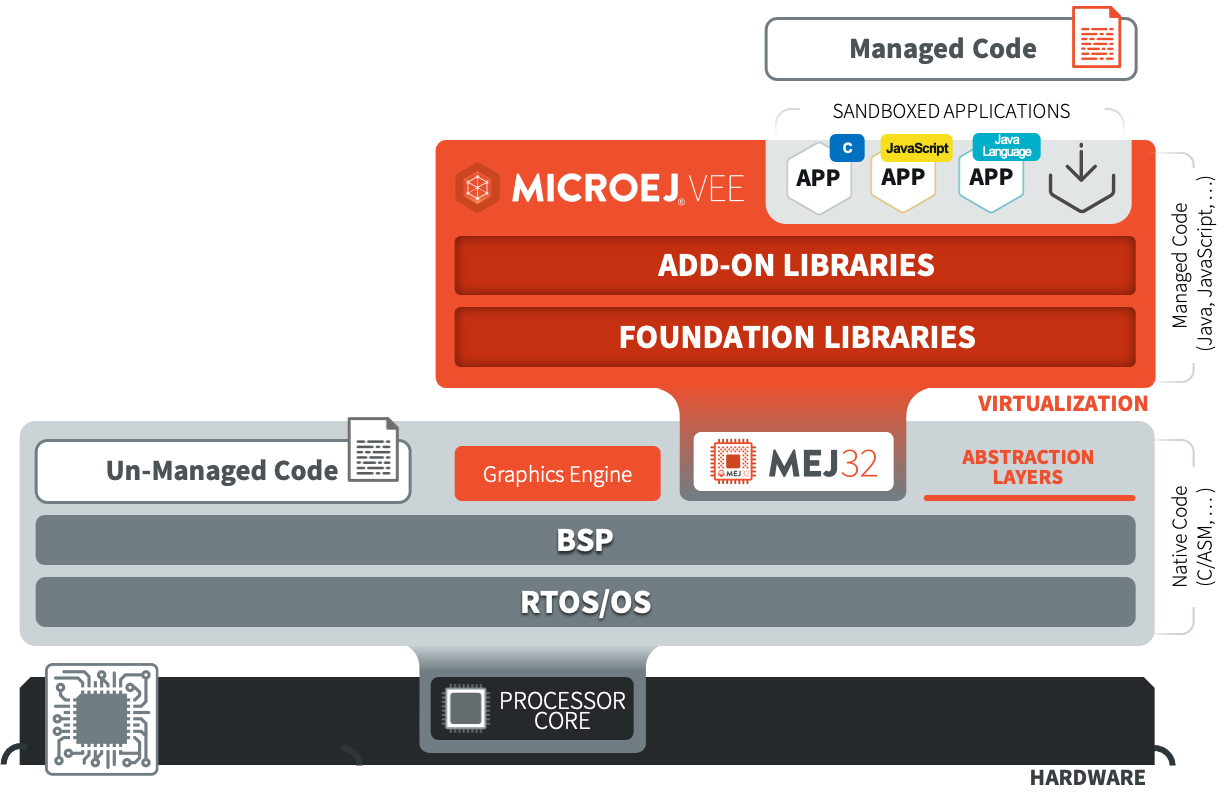 Managed Code
SANDBOXED APPLICATIONS
C
JavaScript
Java
Language
APP
APP
APP
MICROEJ® VEE
ADD-ON LIBRARIES
FOUNDATION LIBRARIES
Managed Code
(Java, JavaScript, …)
VIRTUALIZATION
Un-Managed Code
Graphics Engine
MEJ32
MEJ32
ABSTRACTION
LAYERS
BSP
RTOS/OS
Native Code
(C/ASM, … )
PROCESSOR
CORE
HARDWARE